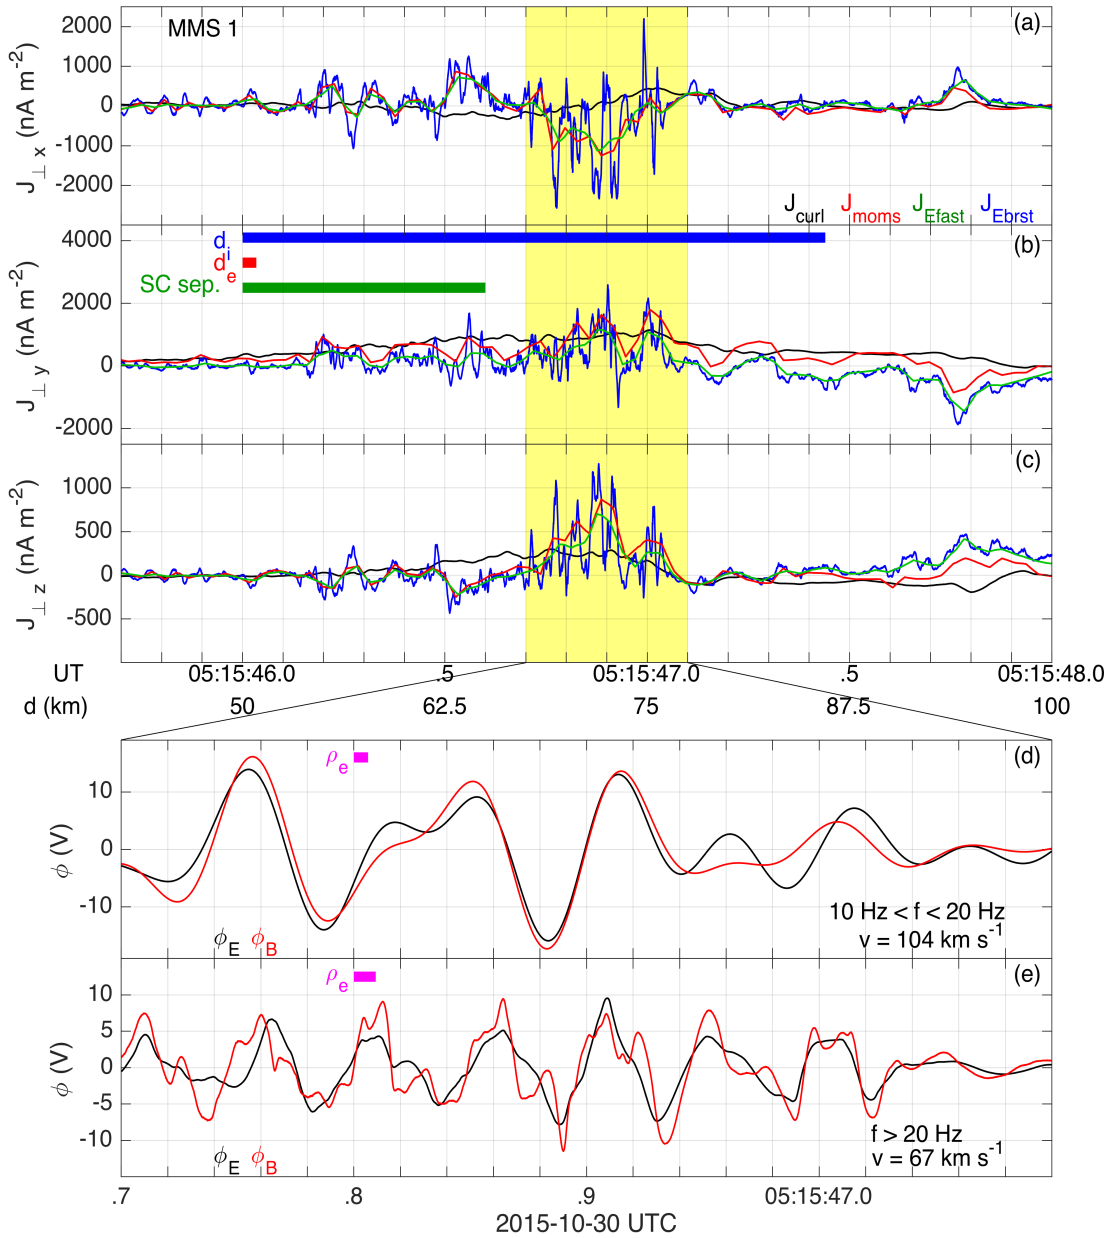 MMS 1
(a)
2000
1000
0
-1000
-2000
J⊥ x (nA m-2)
Jcurl Jmoms JEfast JEbrst
(b)
4000
2000
0
-2000
J⊥ y (nA m-2)
di
de
SC sep.
(c)
1000
500
0
-500
J⊥ z (nA m-2)
UT 05:15:46.0 .5 05:15:47.0 .5 05:15:48.0
d (km) 50 62.5 75 87.5 100
(d)
ρe
10
0
-10
ϕ (V)
10 Hz < f < 20 Hz
v = 104 km s-1
ϕE ϕB
(e)
ρe
10
5
0
-5
-10
ϕ (V)
f > 20 Hz
v = 67 km s-1
ϕE ϕB
.7 .8 .9 05:15:47.0
2015-10-30 UTC